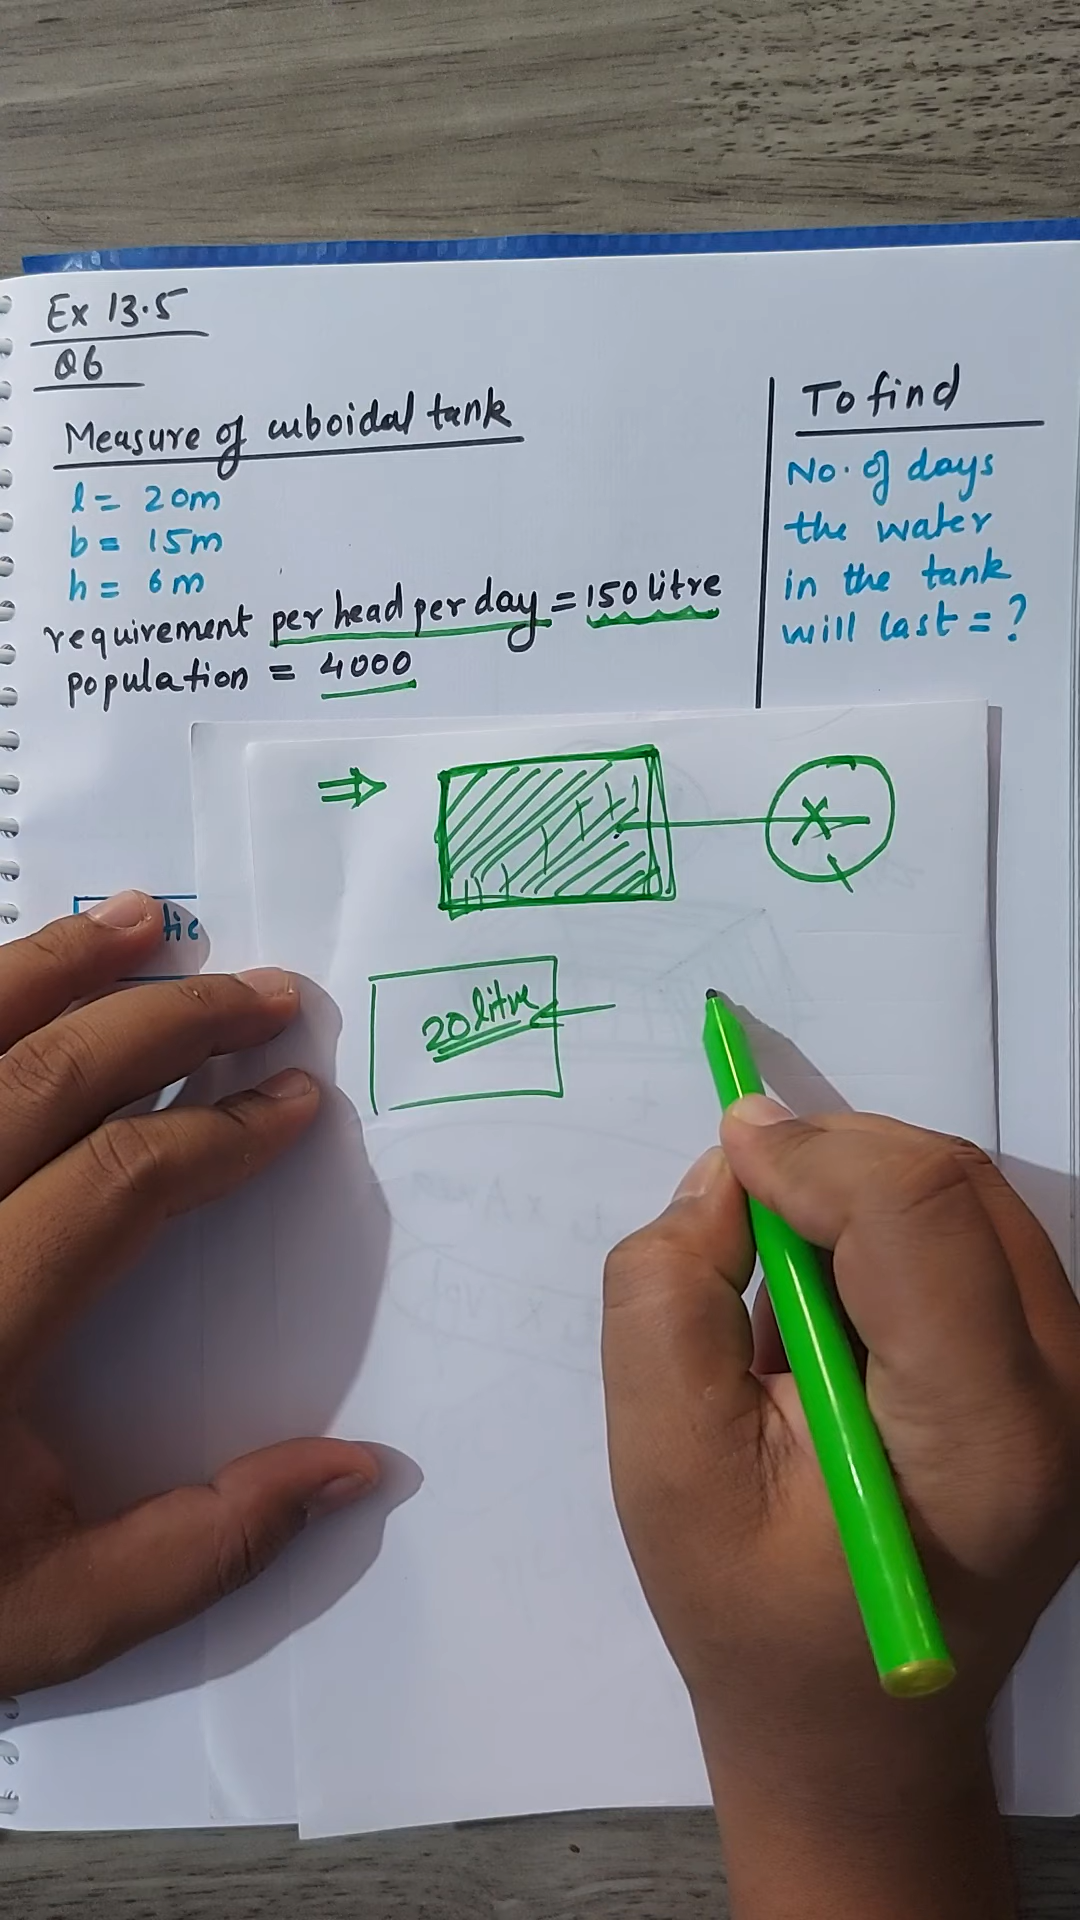 Ex 13.5
Q6
Measure of cuboidal tank
l = 20m
b = 15m
h = 6m
requirement per head per day = 150 litre
population = 4000
To find
No. of days
the water
in the tank
will last = ?
⇒
X
20 litre